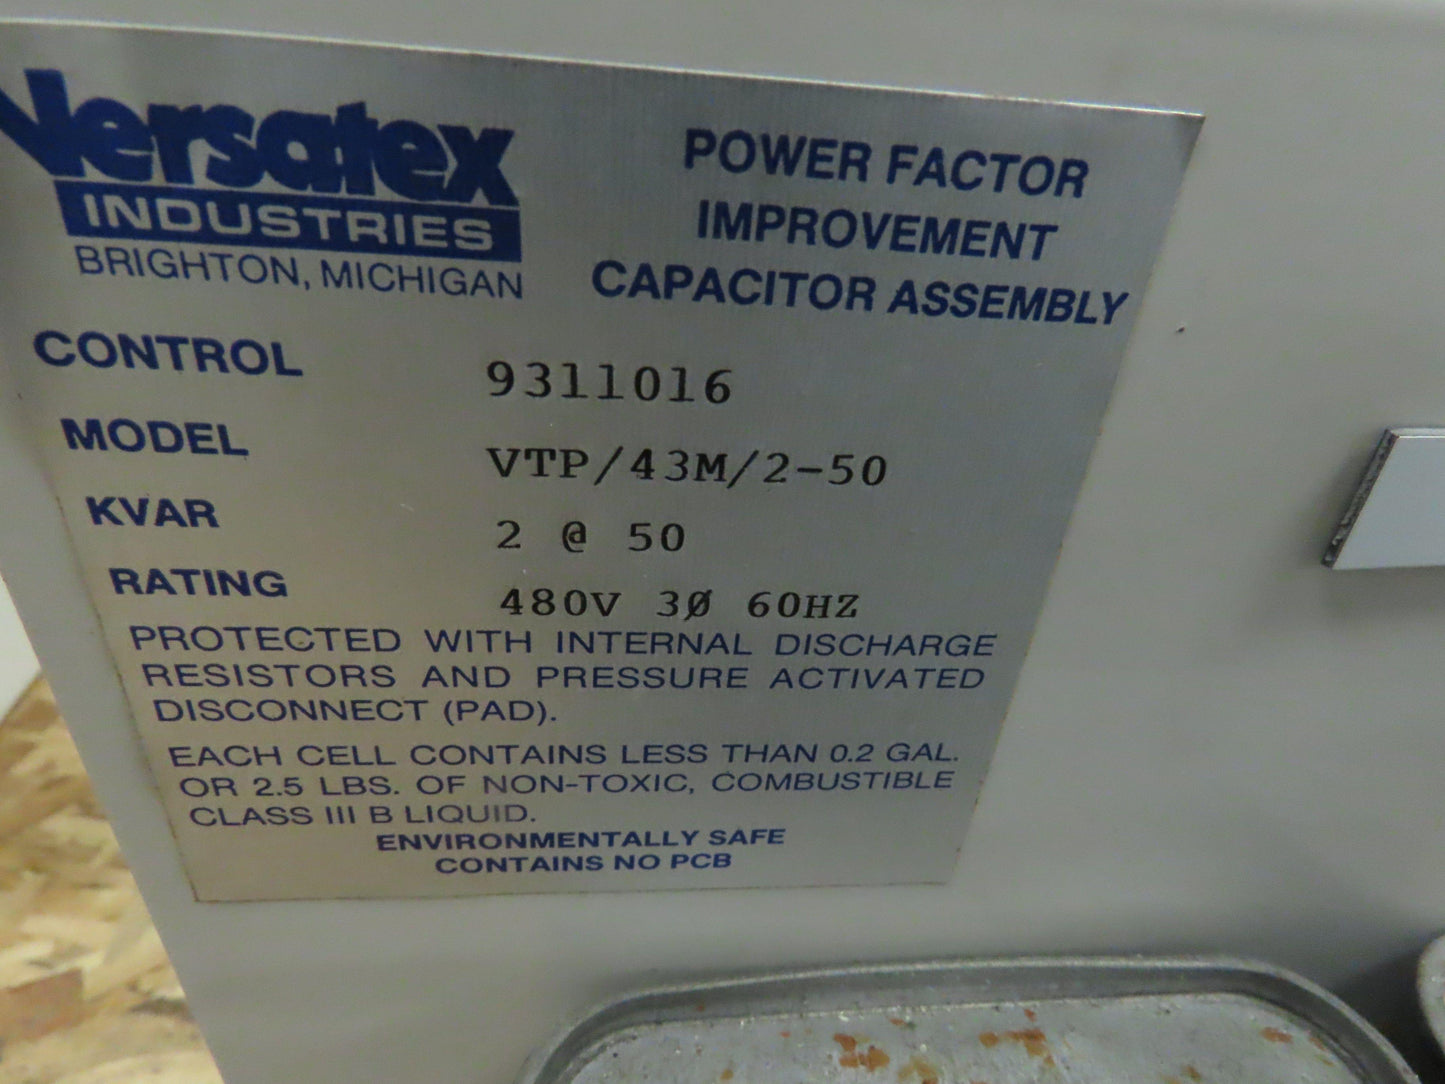 Versatex
INDUSTRIES
BRIGHTON, MICHIGAN
POWER FACTOR
IMPROVEMENT
CAPACITOR ASSEMBLY
CONTROL 9311016
MODEL VTP/43M/2-50
KVAR 2 @ 50
RATING 480V 3Ø 60HZ
PROTECTED WITH INTERNAL DISCHARGE
RESISTORS AND PRESSURE ACTIVATED
DISCONNECT (PAD).
EACH CELL CONTAINS LESS THAN 0.2 GAL.
OR 2.5 LBS. OF NON-TOXIC, COMBUSTIBLE
CLASS III B LIQUID.
ENVIRONMENTALLY SAFE
CONTAINS NO PCB